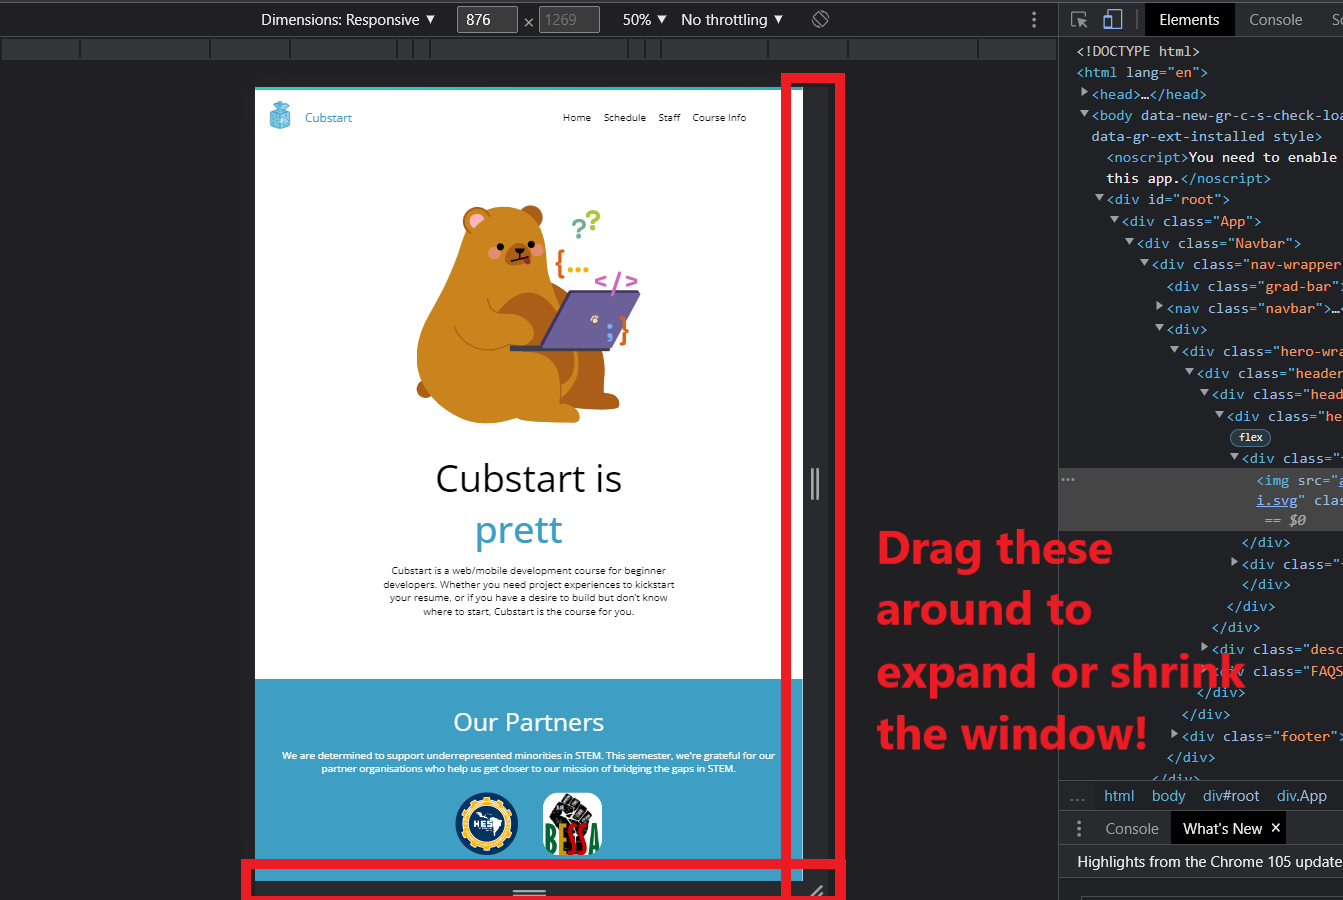 Dimensions: Responsive ▼ 876 × 1269 50% ▼ No throttling ▼
Elements Console
<!DOCTYPE html>
<html lang="en">
<head>…</head>
<body data-new-gr-c-s-check-loa
data-gr-ext-installed style>
<noscript>You need to enable
this app.</noscript>
<div id="root">
<div class="App">
<div class="Navbar">
<div class="nav-wrapper
<div class="grad-bar"
<nav class="navbar">…
<div>
<div class="hero-wra
<div class="header
<div class="head
<div class="he
flex
<div class="
<img src="a
i.svg" clas
== $0
</div>
<div class="
</div>
</div>
</div>
<div class="desc
div class="FAQS
</div>
</div>
<div class="footer">
</div>
</div>
... html body div#root div.App
Console What's New ×
Highlights from the Chrome 105 update
Cubstart
Home Schedule Staff Course Info
??
{...
</>
;}
Cubstart is
prett
Cubstart is a web/mobile development course for beginner
developers. Whether you need project experiences to kickstart
your resume, or if you have a desire to build but don't know
where to start, Cubstart is the course for you.
Our Partners
We are determined to support underrepresented minorities in STEM. This semester, we're grateful for our
partner organisations who help us get closer to our mission of bridging the gaps in STEM.
HES
BESSA
Drag these
around to
expand or shrink
the window!